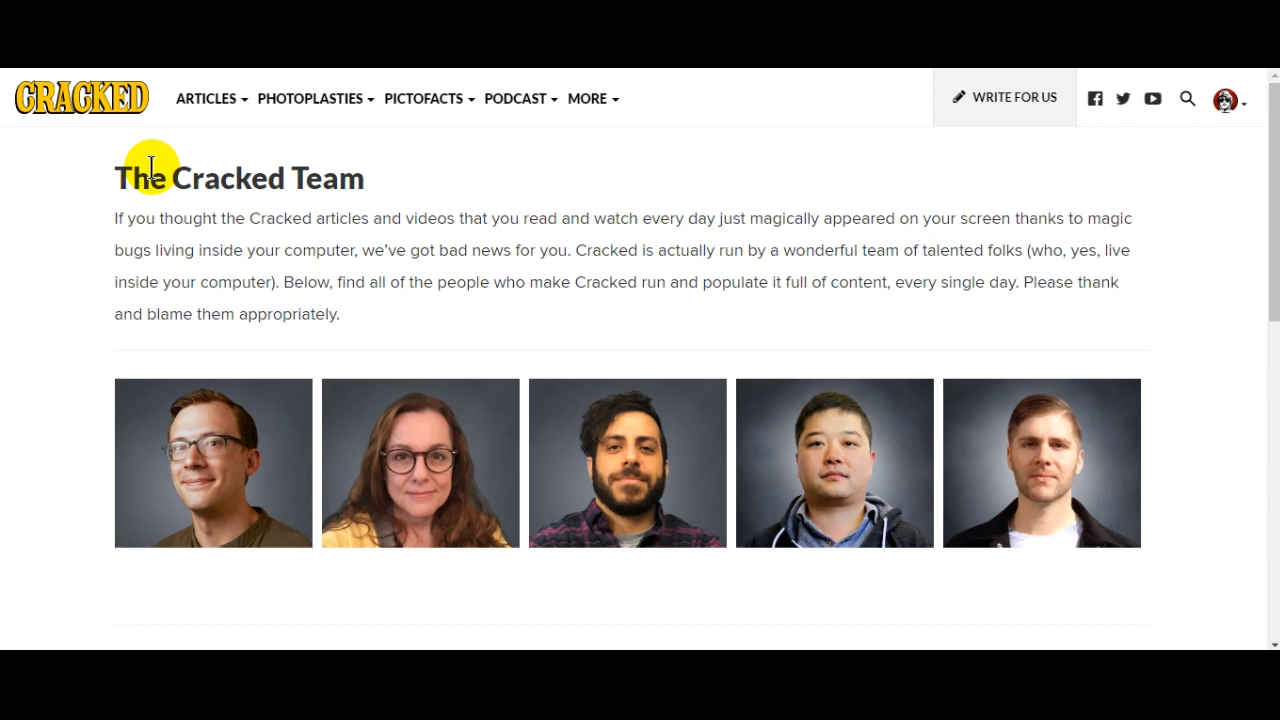 CRACKED ARTICLES PHOTOPLASTIES PICTOFACTS PODCAST MORE WRITE FOR US
The Cracked Team
If you thought the Cracked articles and videos that you read and watch every day just magically appeared on your screen thanks to magic
bugs living inside your computer, we've got bad news for you. Cracked is actually run by a wonderful team of talented folks (who, yes, live
inside your computer). Below, find all of the people who make Cracked run and populate it full of content, every single day. Please thank
and blame them appropriately.